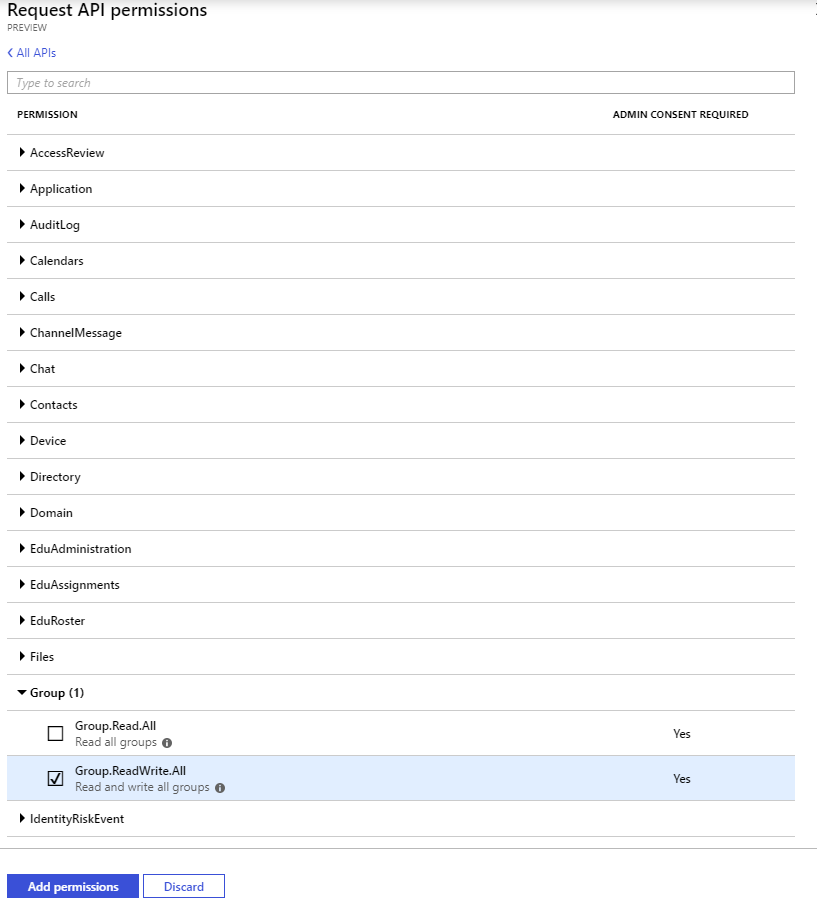 Request API permissions
PREVIEW
All APIs
Type to search
PERMISSION ADMIN CONSENT REQUIRED
AccessReview
Application
AuditLog
Calendars
Calls
ChannelMessage
Chat
Contacts
Device
Directory
Domain
EduAdministration
EduAssignments
EduRoster
Files
Group (1)
Group.Read.All
Read all groups
Yes
Group.ReadWrite.All
Read and write all groups
Yes
IdentityRiskEvent
Add permissions Discard